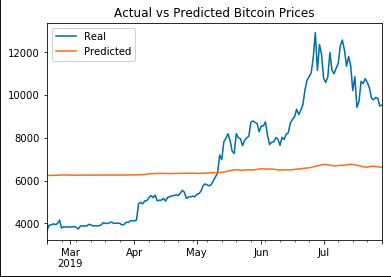 Actual vs Predicted Bitcoin Prices
Real
Predicted
12000
10000
8000
6000
4000
Mar
2019
Apr
May
Jun
Jul